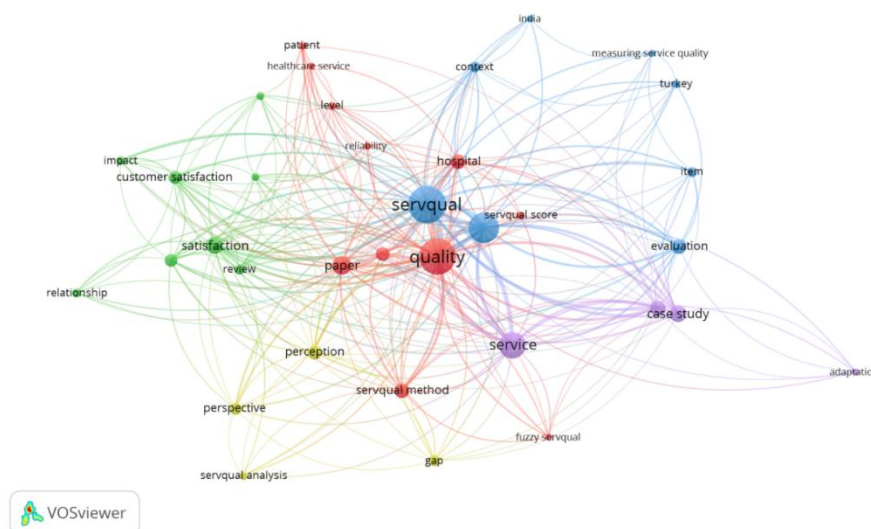 india
patient
measuring service quality
healthcare service
context
turkey
level
reliability
impact
hospital
customer satisfaction
item
servqual
servqual score
satisfaction
evaluation
quality
paper
review
relationship
case study
service
perception
adaptatio
servqual method
perspective
fuzzy servqual
gap
servqual analysis
VOSviewer